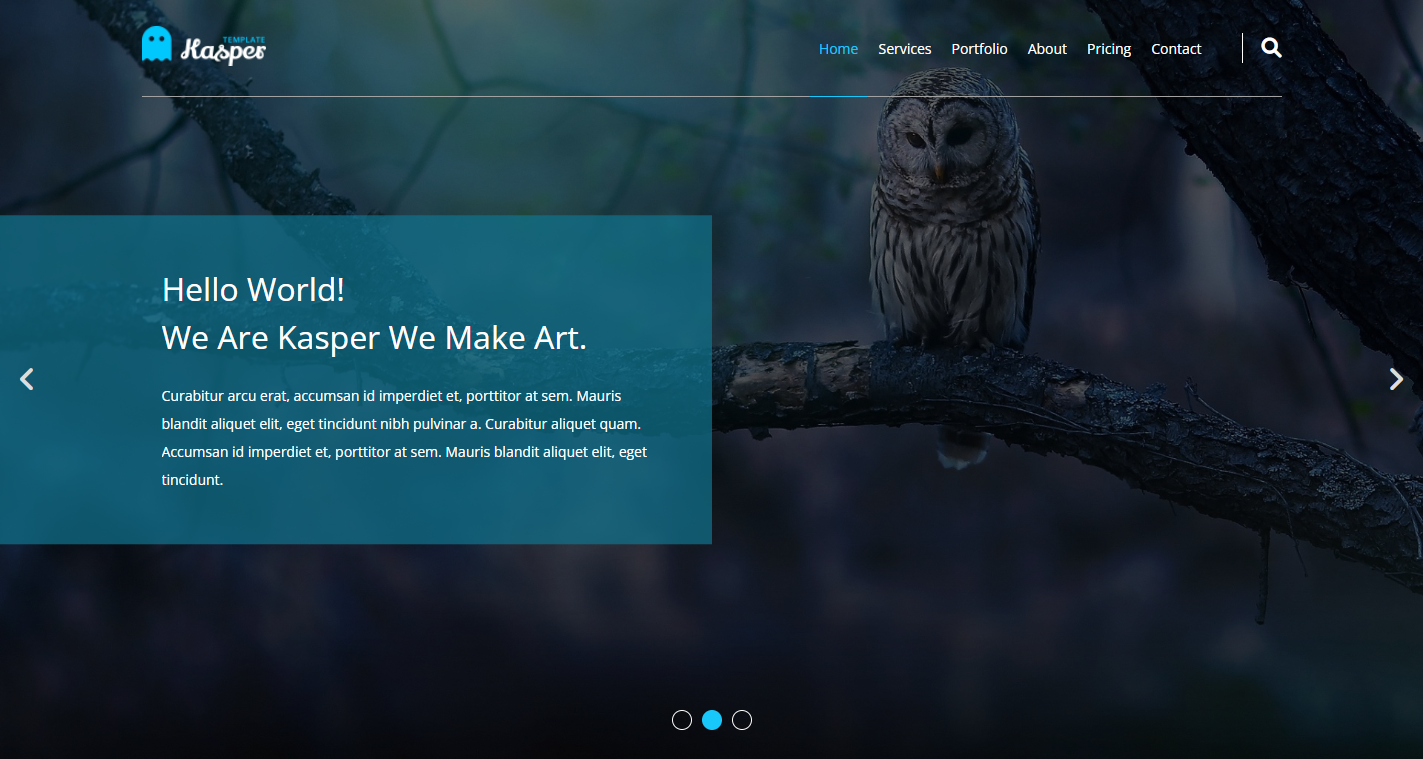 TEMPLATE
Kasper
Home Services Portfolio About Pricing Contact
Hello World!
We Are Kasper We Make Art.
Curabitur arcu erat, accumsan id imperdiet et, porttitor at sem. Mauris
blandit aliquet elit, eget tincidunt nibh pulvinar a. Curabitur aliquet quam.
Accumsan id imperdiet et, porttitor at sem. Mauris blandit aliquet elit, eget
tincidunt.